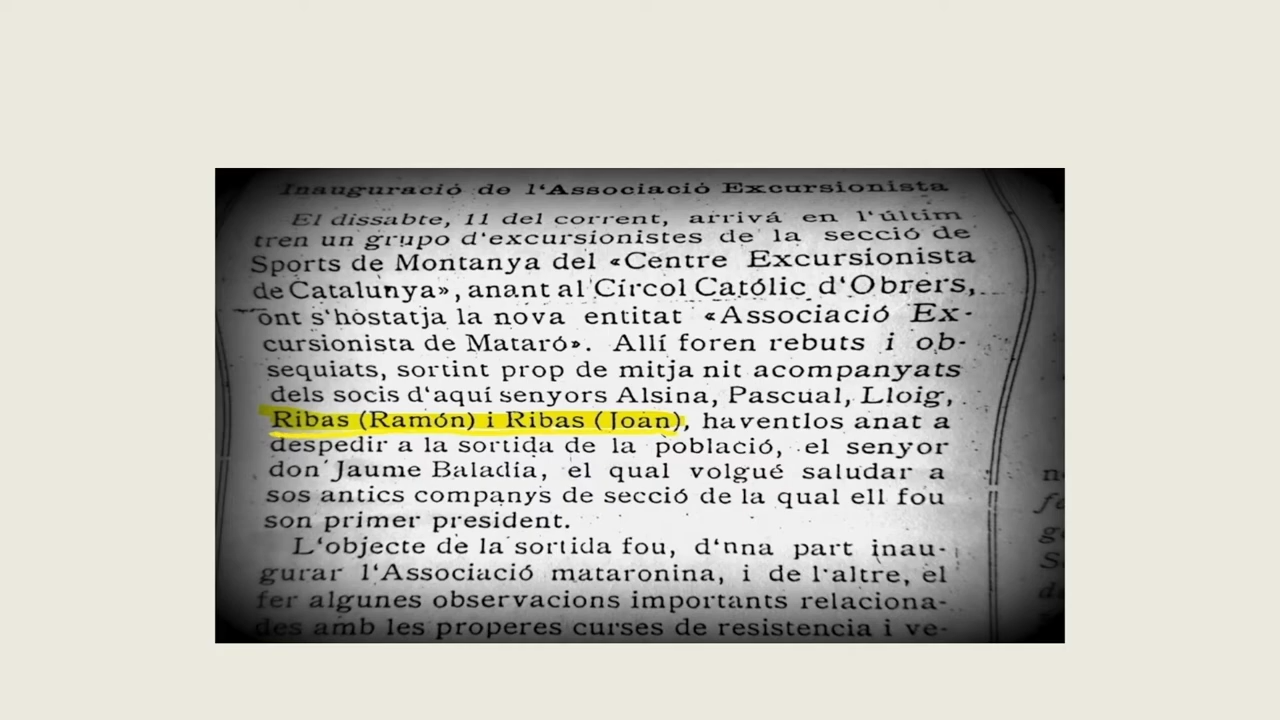 Inauguració de l‘Associació Excursionista
El dissabte, 11 del corrent, arrivá en l‘últim
tren un grupo d‘excursionistes de la secció de
Sports de Montanya del «Centre Excursionista
de Catalunya», anant al Círcol Católic d‘Obrers,
ont s‘hostatja la nova entitat «Associació Ex-
cursionista de Mataró». Allí foren rebuts i ob-
sequiats, sortint prop de mitja nit acompanyats
dels socis d‘aquí senyors Alsina, Pascual, Lloig,
Ribas (Ramón) i Ribas (Joan), haventlos anat a
despedir a la sortida de la població, el senyor
don Jaume Baladía, el qual volgué saludar a
sos antics companys de secció de la qual ell fou
son primer president.
L‘objecte de la sortida fou, d‘nna part inau-
gurar l‘Associació mataronina, i de l‘altre, el
fer algunes observacions importants relaciona-
des amb les properes curses de resistencia i ve-